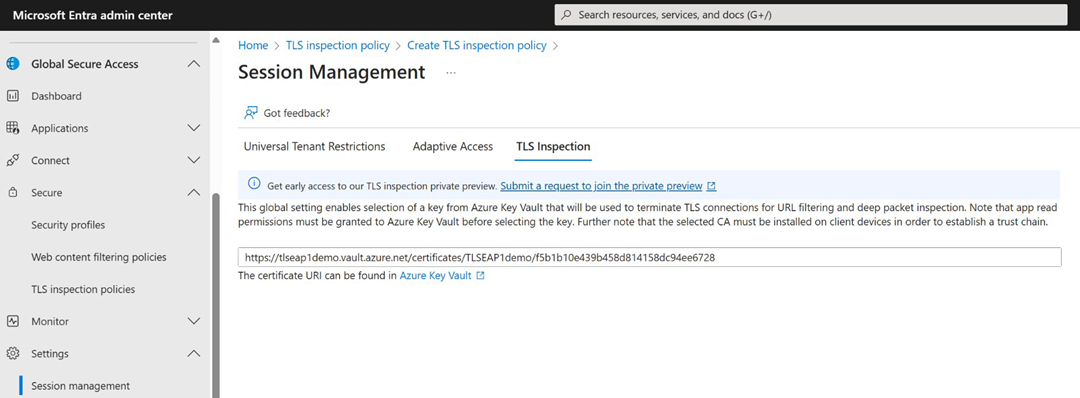 Microsoft Entra admin center
Search resources, services, and docs (G+/)
Global Secure Access
Dashboard
Applications
Connect
Secure
Security profiles
Web content filtering policies
TLS inspection policies
Monitor
Settings
Session management
Home > TLS inspection policy > Create TLS inspection policy >
Session Management ...
Got feedback?
Universal Tenant Restrictions Adaptive Access TLS Inspection
Get early access to our TLS inspection private preview. Submit a request to join the private preview
This global setting enables selection of a key from Azure Key Vault that will be used to terminate TLS connections for URL filtering and deep packet inspection. Note that app read
permissions must be granted to Azure Key Vault before selecting the key. Further note that the selected CA must be installed on client devices in order to establish a trust chain.
https://tlseap1demo.vault.azure.net/certificates/TLSEAP1demo/f5b1b10e439b458d814158dc94ee6728
The certificate URI can be found in Azure Key Vault